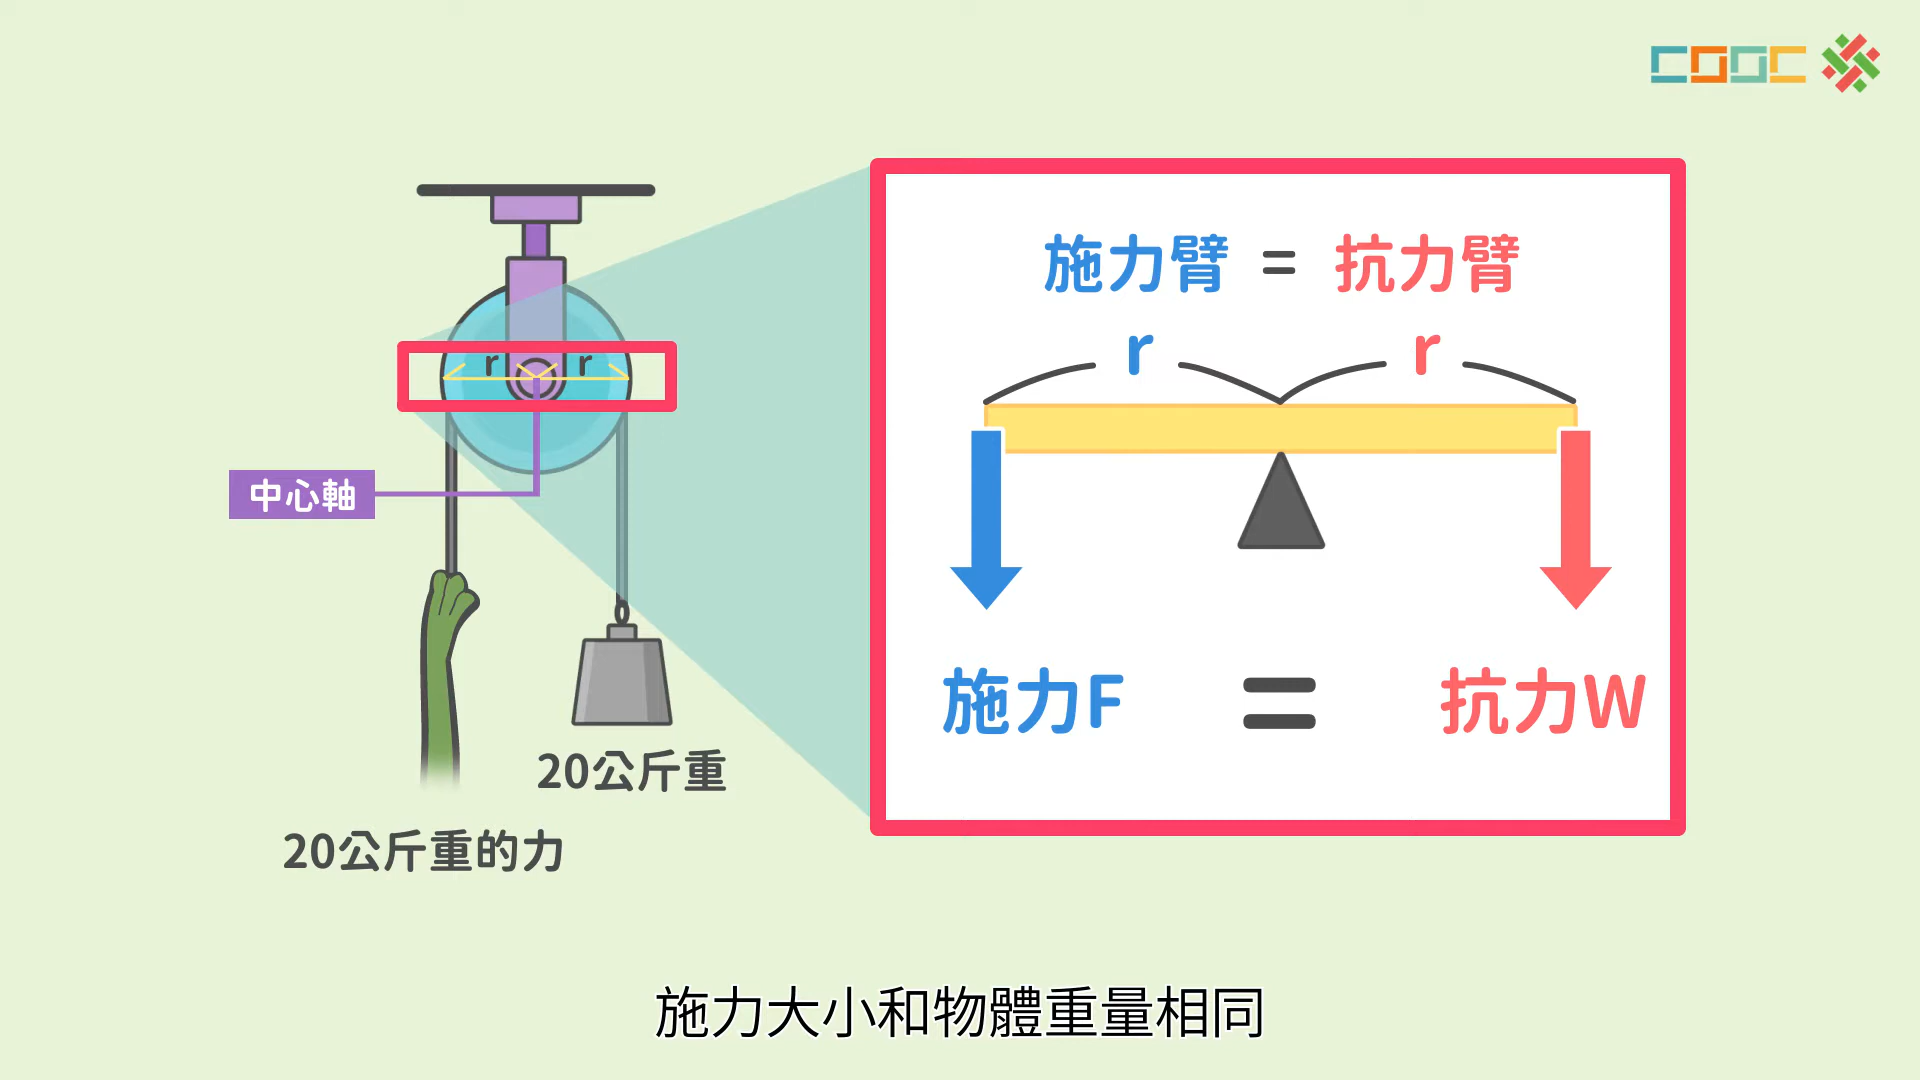 COOC
施力臂 = 抗力臂
r r
r r
中心軸
施力F = 抗力W
20公斤重
20公斤重的力
施力大小和物體重量相同